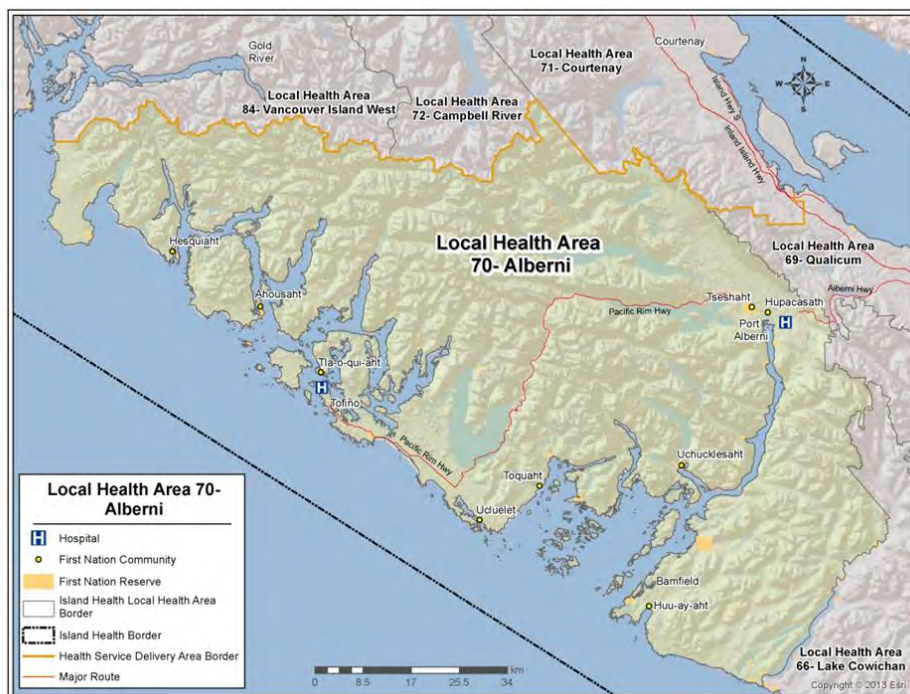 Gold
River
Local Health Area
84- Vancouver Island West
Local Health Area
72- Campbell River
Local Health Area
71- Courtenay
Courtenay
N
W
E
S
Island Hwy S
Inland Island Hwy
Local Health Area
70- Alberni
Local Health Area
69- Qualicum
Alberni Hwy
Hesquiaht
Ahousaht
Tseshaht
Hupacasath
Pacific Rim Hwy
Port
Alberni
H
Tla-o-qui-aht
H
Tofino
Pacific Rim Hwy
Toquaht
Uchucklesaht
Ucluelet
Bamfield
Huu-ay-aht
Local Health Area
66- Lake Cowichan
Local Health Area 70-
Alberni
H Hospital
First Nation Community
First Nation Reserve
Island Health Local Health Area
Border
Island Health Border
Health Service Delivery Area Border
Major Route
km
0 8.5 17 25.5 34
Copyright © 2013 Esri